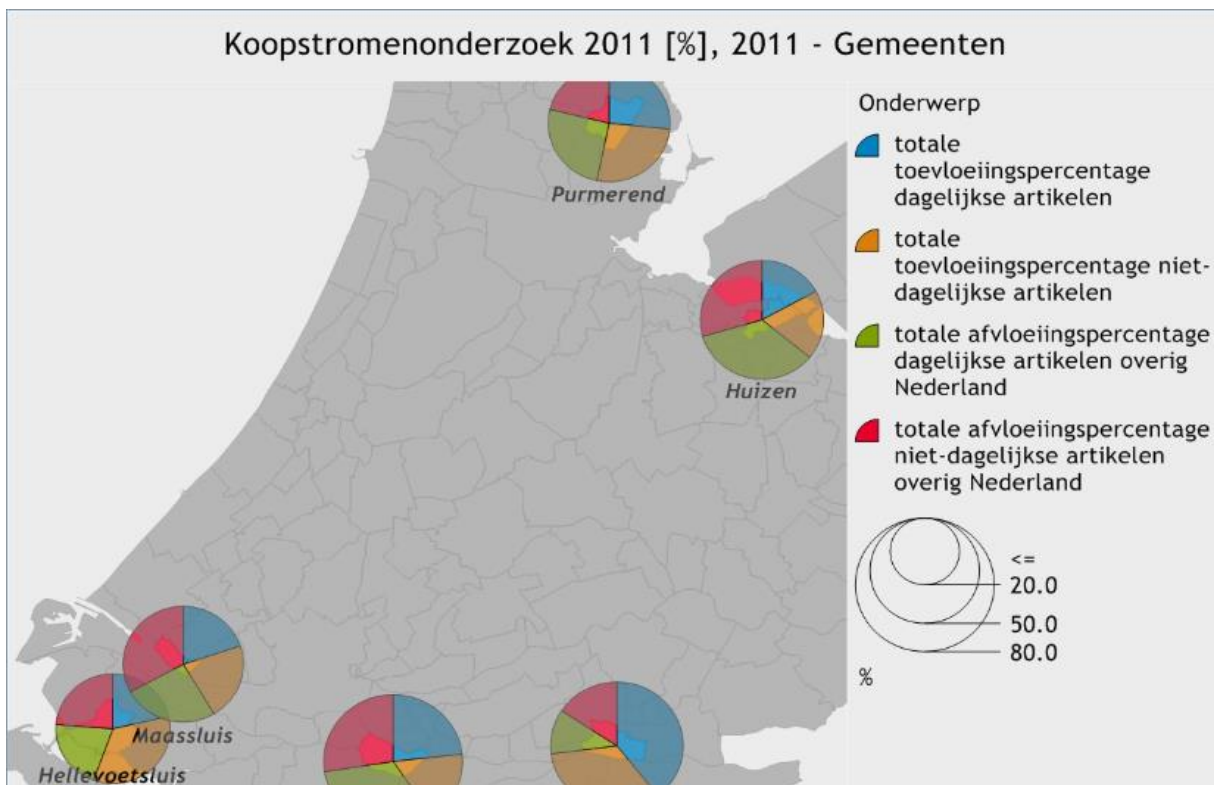 Koopstromenonderzoek 2011 [%], 2011 - Gemeenten
Purmerend
Huizen
Maassluis
Hellevoetsluis
Onderwerp
totale
toevloeiingspercentage
dagelijkse artikelen
totale
toevloeiingspercentage niet-
dagelijkse artikelen
totale afvloeiingspercentage
dagelijkse artikelen overig
Nederland
totale afvloeiingspercentage
niet-dagelijkse artikelen
overig Nederland
<=
20.0
50.0
80.0
%